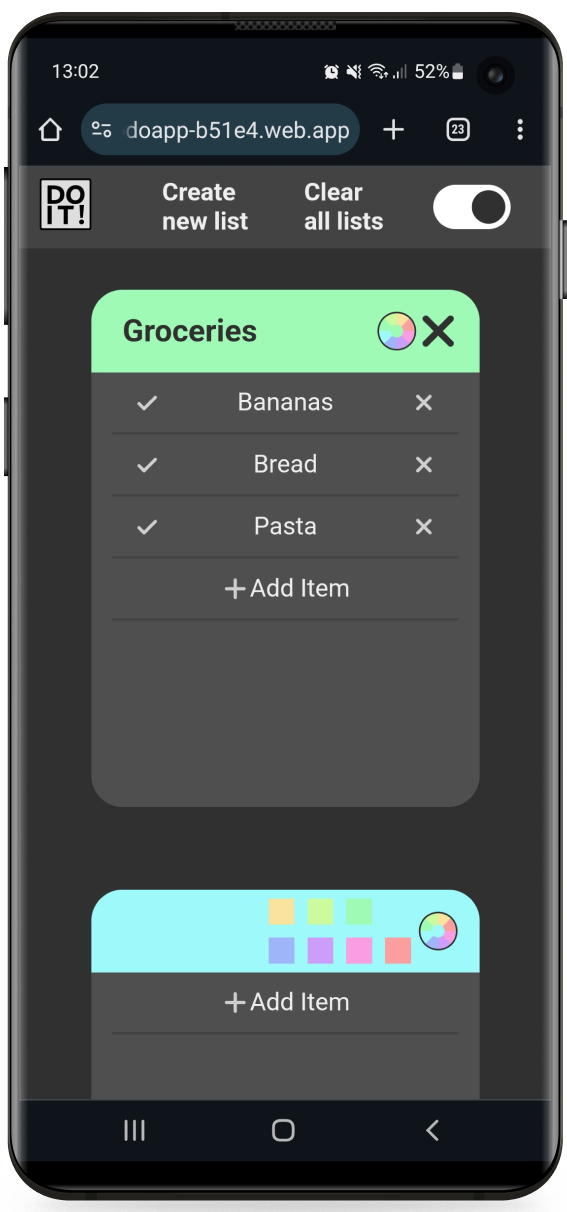 13:02
52%
doapp-b51e4.web.app
23
DO
IT!
Create
new list
Clear
all lists
Groceries
Bananas
Bread
Pasta
+Add Item
+Add Item